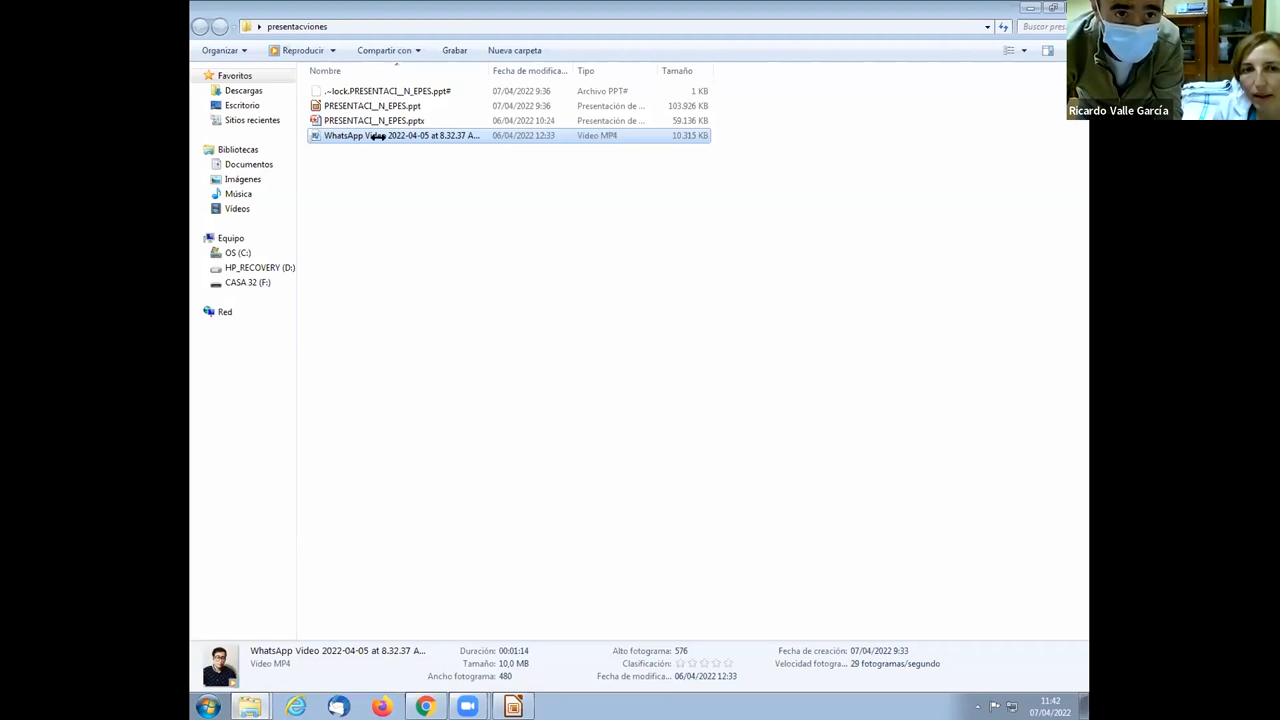 presentacviones
Buscar pres...
Organizar
Reproducir
Compartir con
Grabar
Nueva carpeta
Nombre
Fecha de modifica...
Tipo
Tamaño
.~lock.PRESENTACI__N_EPES.ppt#
07/04/2022 9:36
Archivo PPT#
1 KB
PRESENTACI__N_EPES.ppt
07/04/2022 9:36
Presentación de ...
103.926 KB
PRESENTACI__N_EPES.pptx
06/04/2022 10:24
Presentación de ...
59.136 KB
WhatsApp Video 2022-04-05 at 8.32.37 A...
06/04/2022 12:33
Vídeo MP4
10.315 KB
Favoritos
Descargas
Escritorio
Sitios recientes
Bibliotecas
Documentos
Imágenes
Música
Vídeos
Equipo
OS (C:)
HP_RECOVERY (D:)
CASA 32 (F:)
Red
Ricardo Valle García
WhatsApp Video 2022-04-05 at 8.32.37 A...
Vídeo MP4
Duración: 00:01:14
Tamaño: 10,0 MB
Ancho fotograma: 480
Alto fotograma: 576
Clasificación:
Fecha de modifica... 06/04/2022 12:33
Fecha de creación: 07/04/2022 9:33
Velocidad fotogra... 29 fotogramas/segundo
11:42
07/04/2022